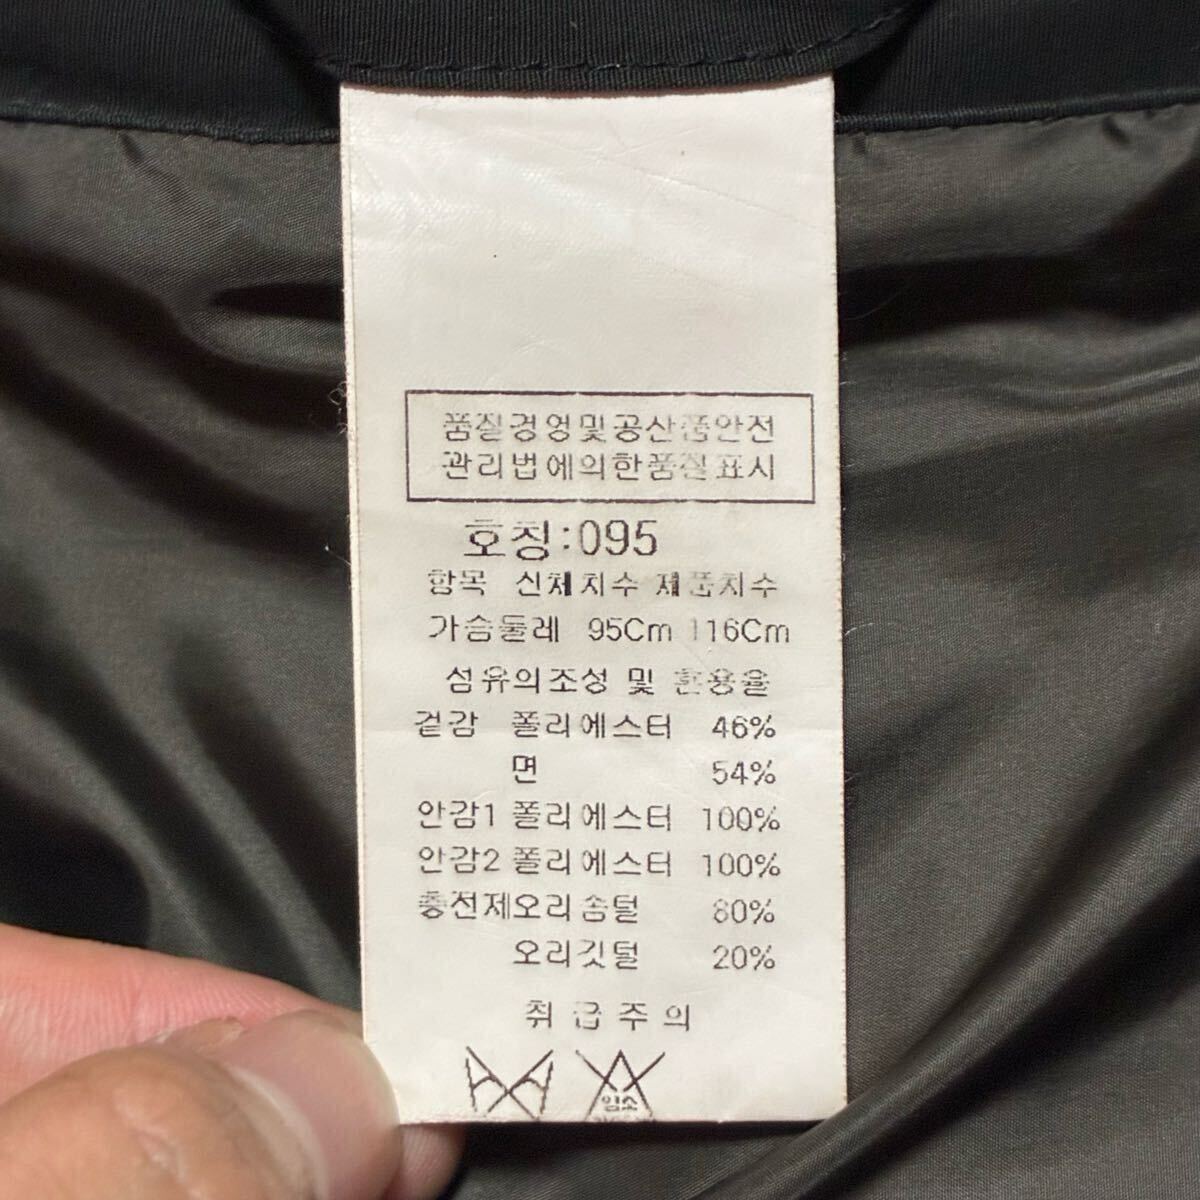 품질경영및공산품안전
관리법에의한품질표시
호칭:095
항목 신체치수 제품치수
가슴둘레 95Cm 116Cm
섬유의조성 및 혼용율
겉감 폴리에스터 46%
면 54%
안감1 폴리에스터 100%
안감2 폴리에스터 100%
충전제오리솜털 80%
오리깃털 20%
취급주의
염소